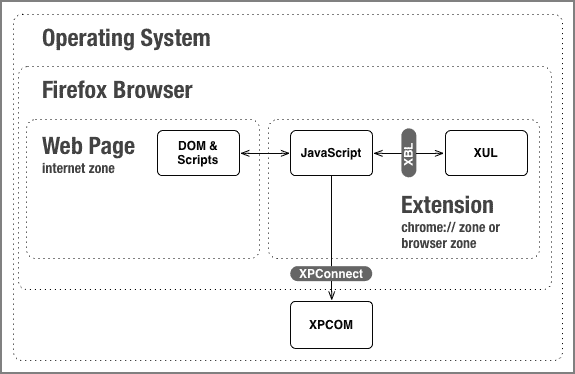 Operating System
Firefox Browser
Web Page
internet zone
DOM &
Scripts
JavaScript
XBL
XUL
Extension
chrome:// zone or
browser zone
XPConnect
XPCOM